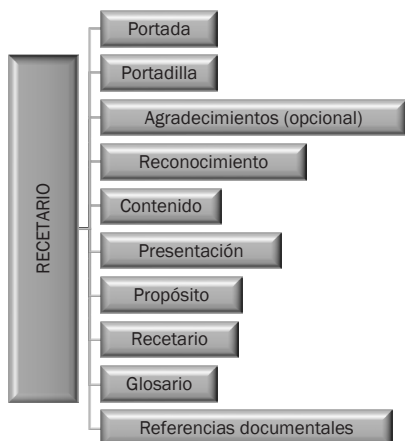 RECETARIO
Portada
Portadilla
Agradecimientos (opcional)
Reconocimiento
Contenido
Presentación
Propósito
Recetario
Glosario
Referencias documentales